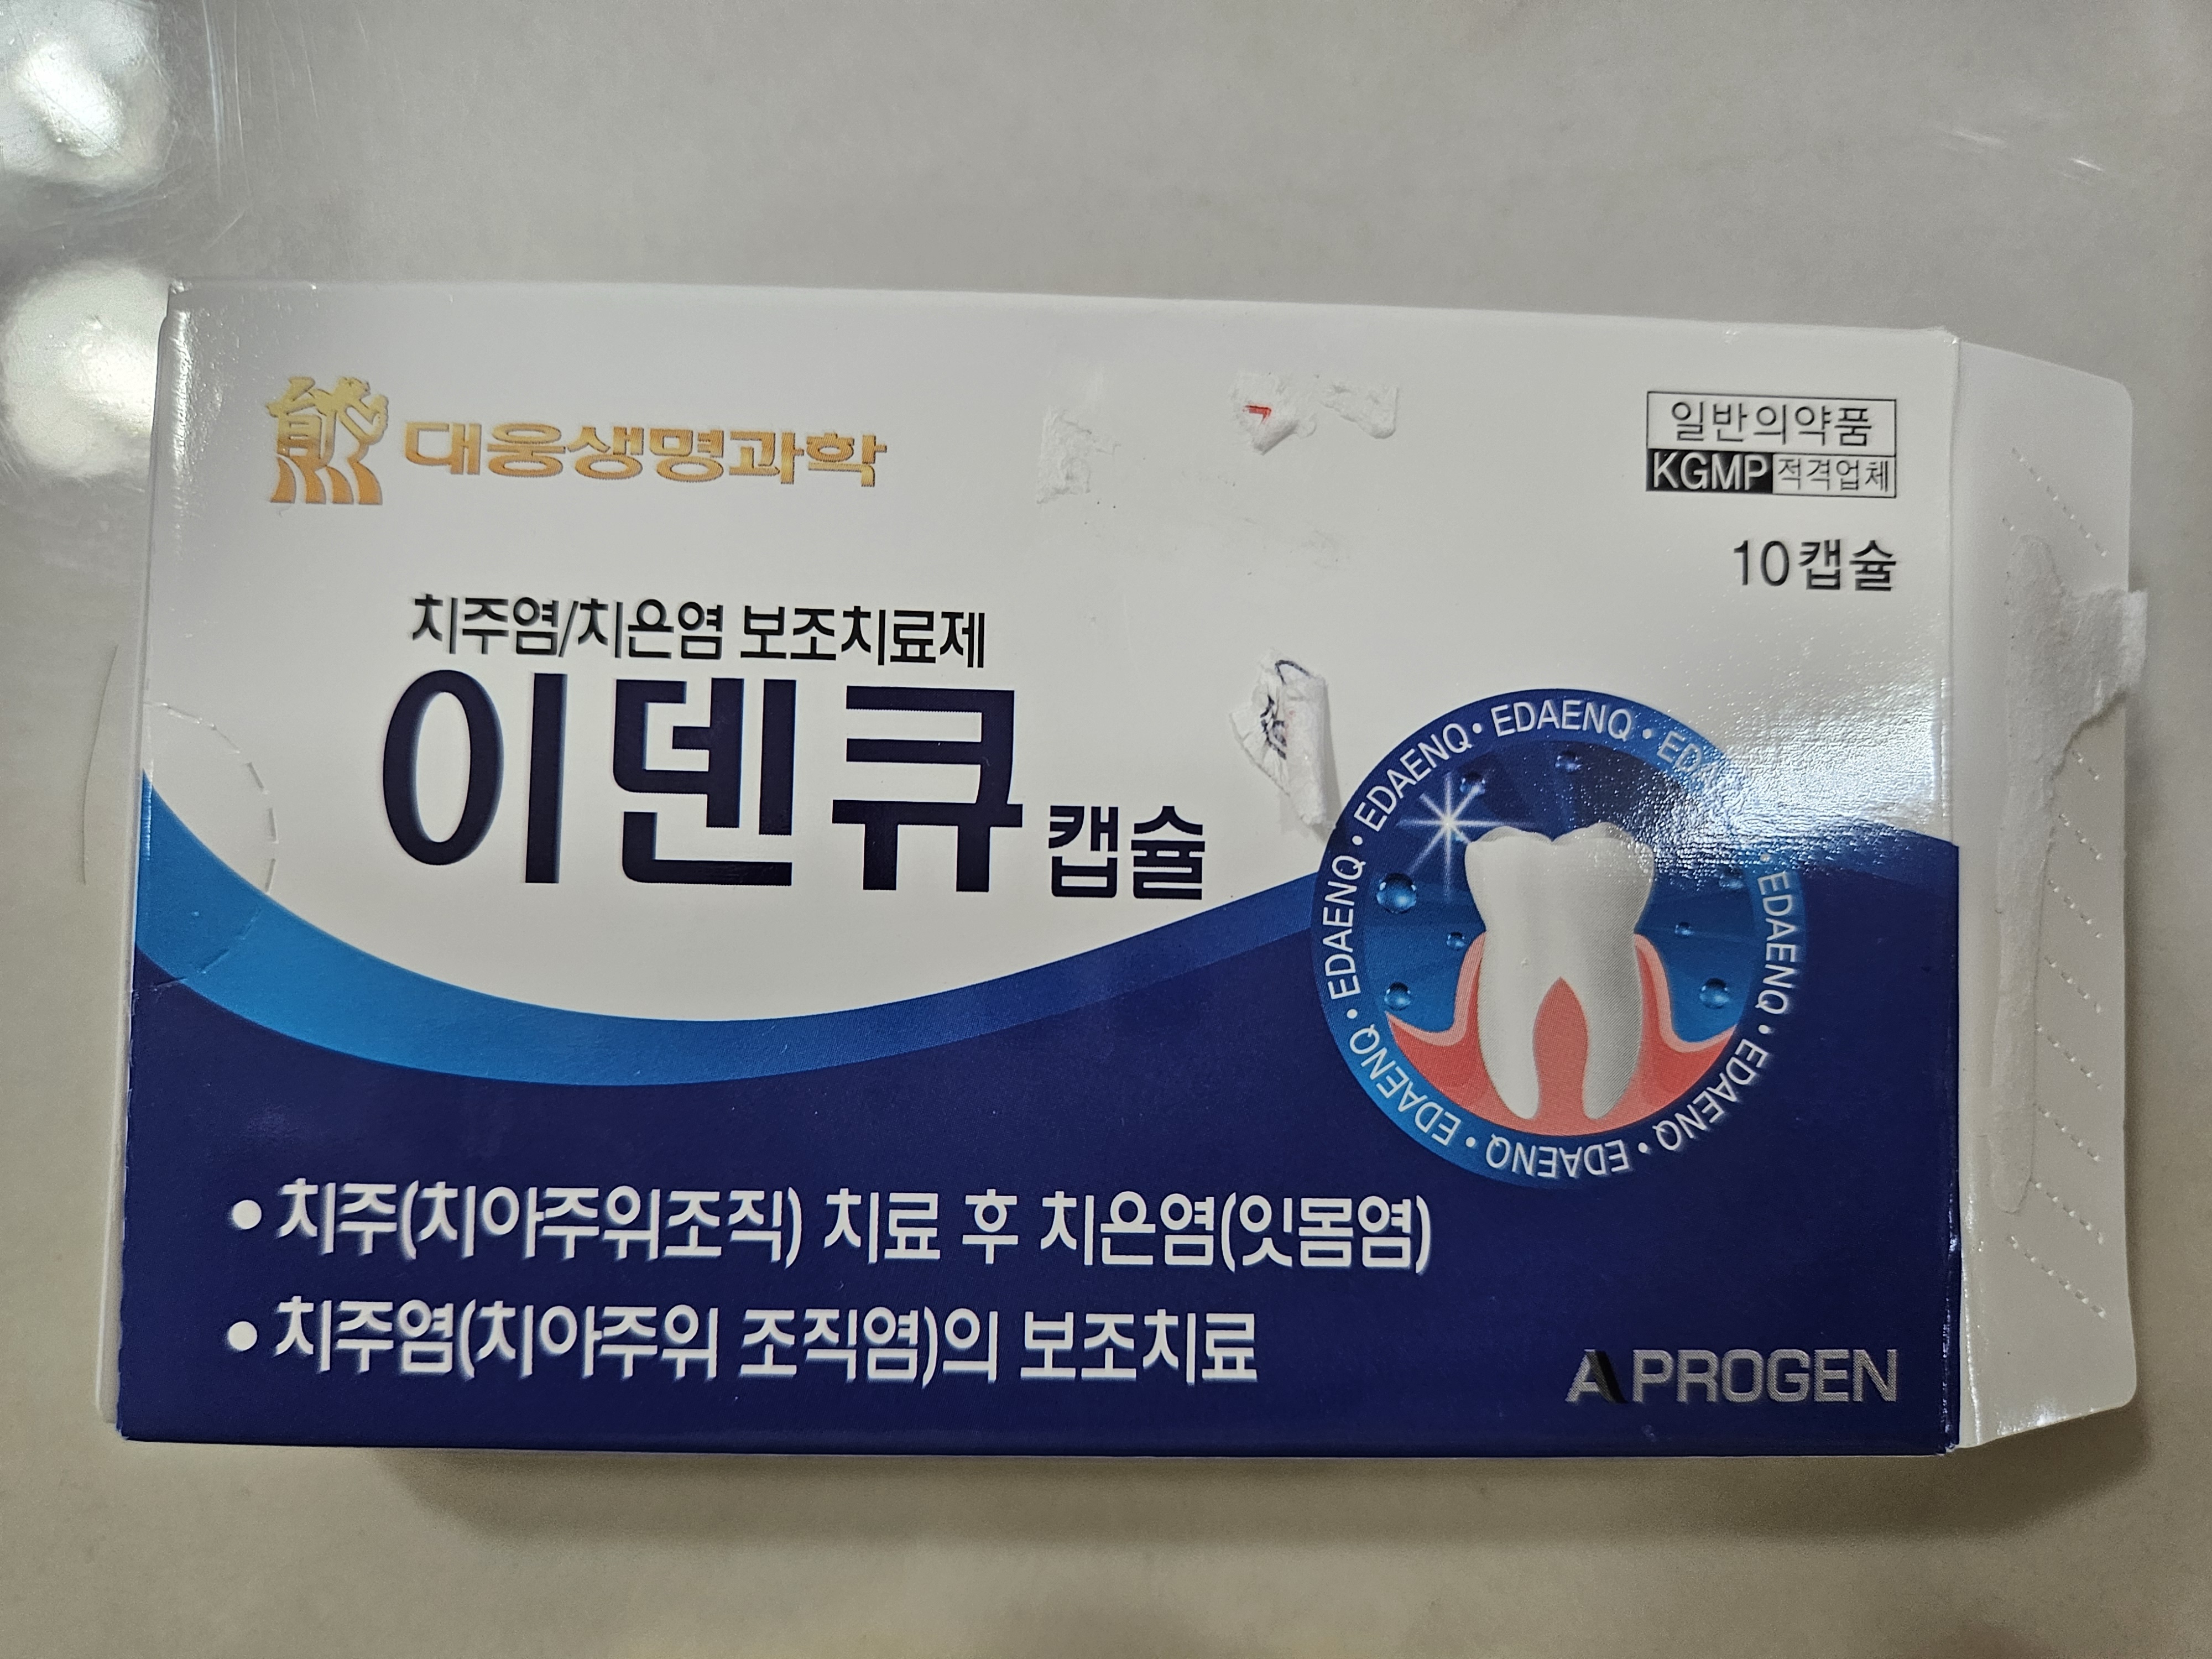 熊 대웅생명과학
일반의약품
KGMP 적격업체
10캡슐
치주염/치은염 보조치료제
이덴큐 캡슐
EDAENQ • EDAENQ • EDAENQ • EDAENQ • EDAENQ • EDAENQ • EDAENQ • EDAENQ •
• 치주(치아주위조직) 치료 후 치은염(잇몸염)
• 치주염(치아주위 조직염)의 보조치료
APROGEN